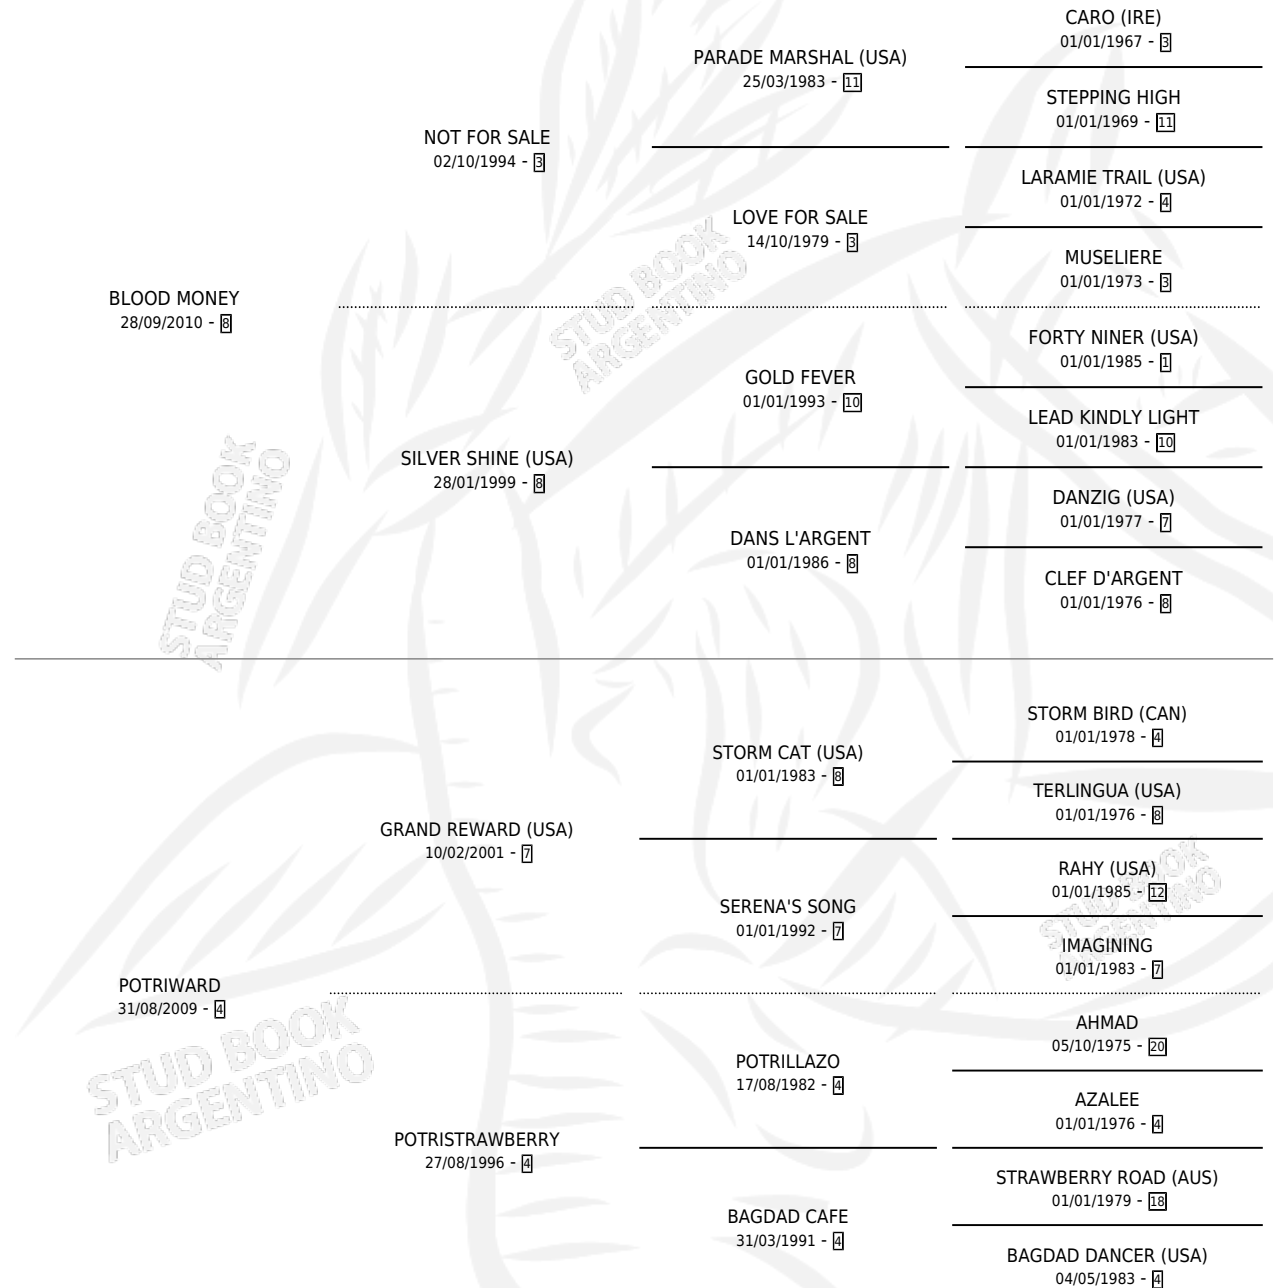 CARO (IRE)
01/01/1967 - 3
PARADE MARSHAL (USA)
25/03/1983 - 11
STEPPING HIGH
01/01/1969 - 11
NOT FOR SALE
02/10/1994 - 3
LARAMIE TRAIL (USA)
01/01/1972 - 4
LOVE FOR SALE
14/10/1979 - 3
MUSELIERE
01/01/1973 - 3
BLOOD MONEY
28/09/2010 - 8
FORTY NINER (USA)
01/01/1985 - 1
GOLD FEVER
01/01/1993 - 10
LEAD KINDLY LIGHT
01/01/1983 - 10
SILVER SHINE (USA)
28/01/1999 - 8
DANZIG (USA)
01/01/1977 - 7
DANS L'ARGENT
01/01/1986 - 8
CLEF D'ARGENT
01/01/1976 - 8
STUD BOOK
ARGENTINO
STUD BOOK
ARGENTINO
STORM BIRD (CAN)
01/01/1978 - 4
STORM CAT (USA)
01/01/1983 - 8
TERLINGUA (USA)
01/01/1976 - 8
GRAND REWARD (USA)
10/02/2001 - 7
RAHY (USA)
01/01/1985 - 12
SERENA'S SONG
01/01/1992 - 7
IMAGINING
01/01/1983 - 7
POTRIWARD
31/08/2009 - 4
AHMAD
05/10/1975 - 20
POTRILLAZO
17/08/1982 - 4
AZALEE
01/01/1976 - 4
POTRISTRAWBERRY
27/08/1996 - 4
STRAWBERRY ROAD (AUS)
01/01/1979 - 18
BAGDAD CAFE
31/03/1991 - 4
BAGDAD DANCER (USA)
04/05/1983 - 4
STUD BOOK
ARGENTINO
STUD BOOK
ARGENTINO